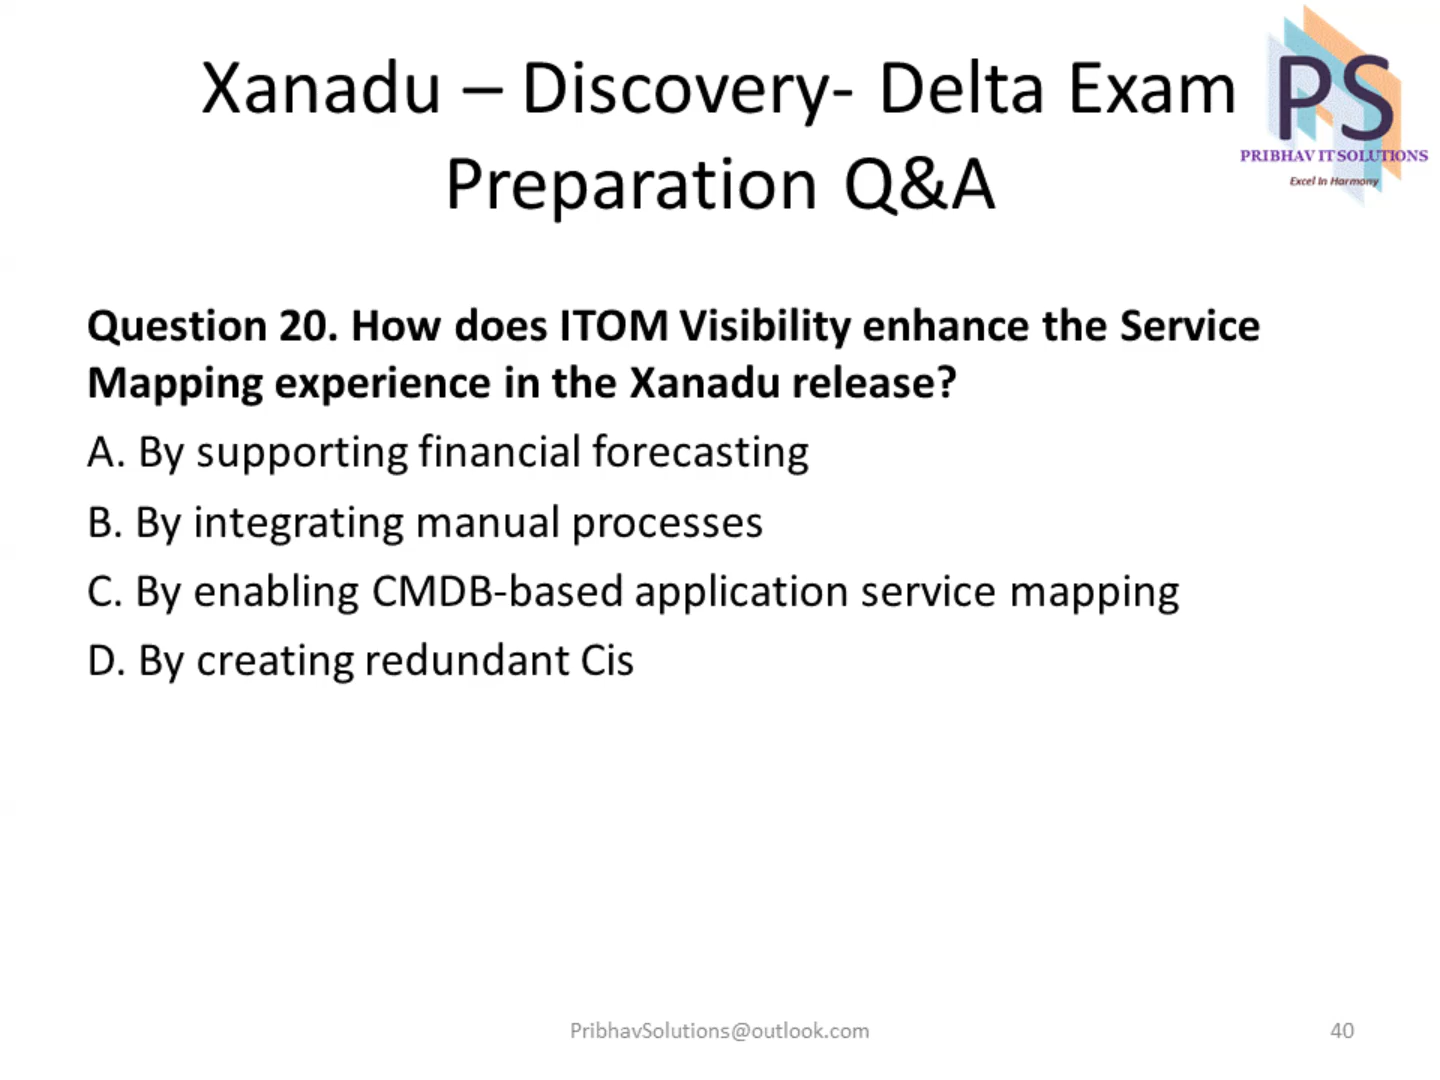 Xanadu – Discovery- Delta Exam
Preparation Q&A
PS
PRIBHAV IT SOLUTIONS
Excel In Harmony
Question 20. How does ITOM Visibility enhance the Service
Mapping experience in the Xanadu release?
A. By supporting financial forecasting
B. By integrating manual processes
C. By enabling CMDB-based application service mapping
D. By creating redundant Cis
PribhavSolutions@outlook.com
40